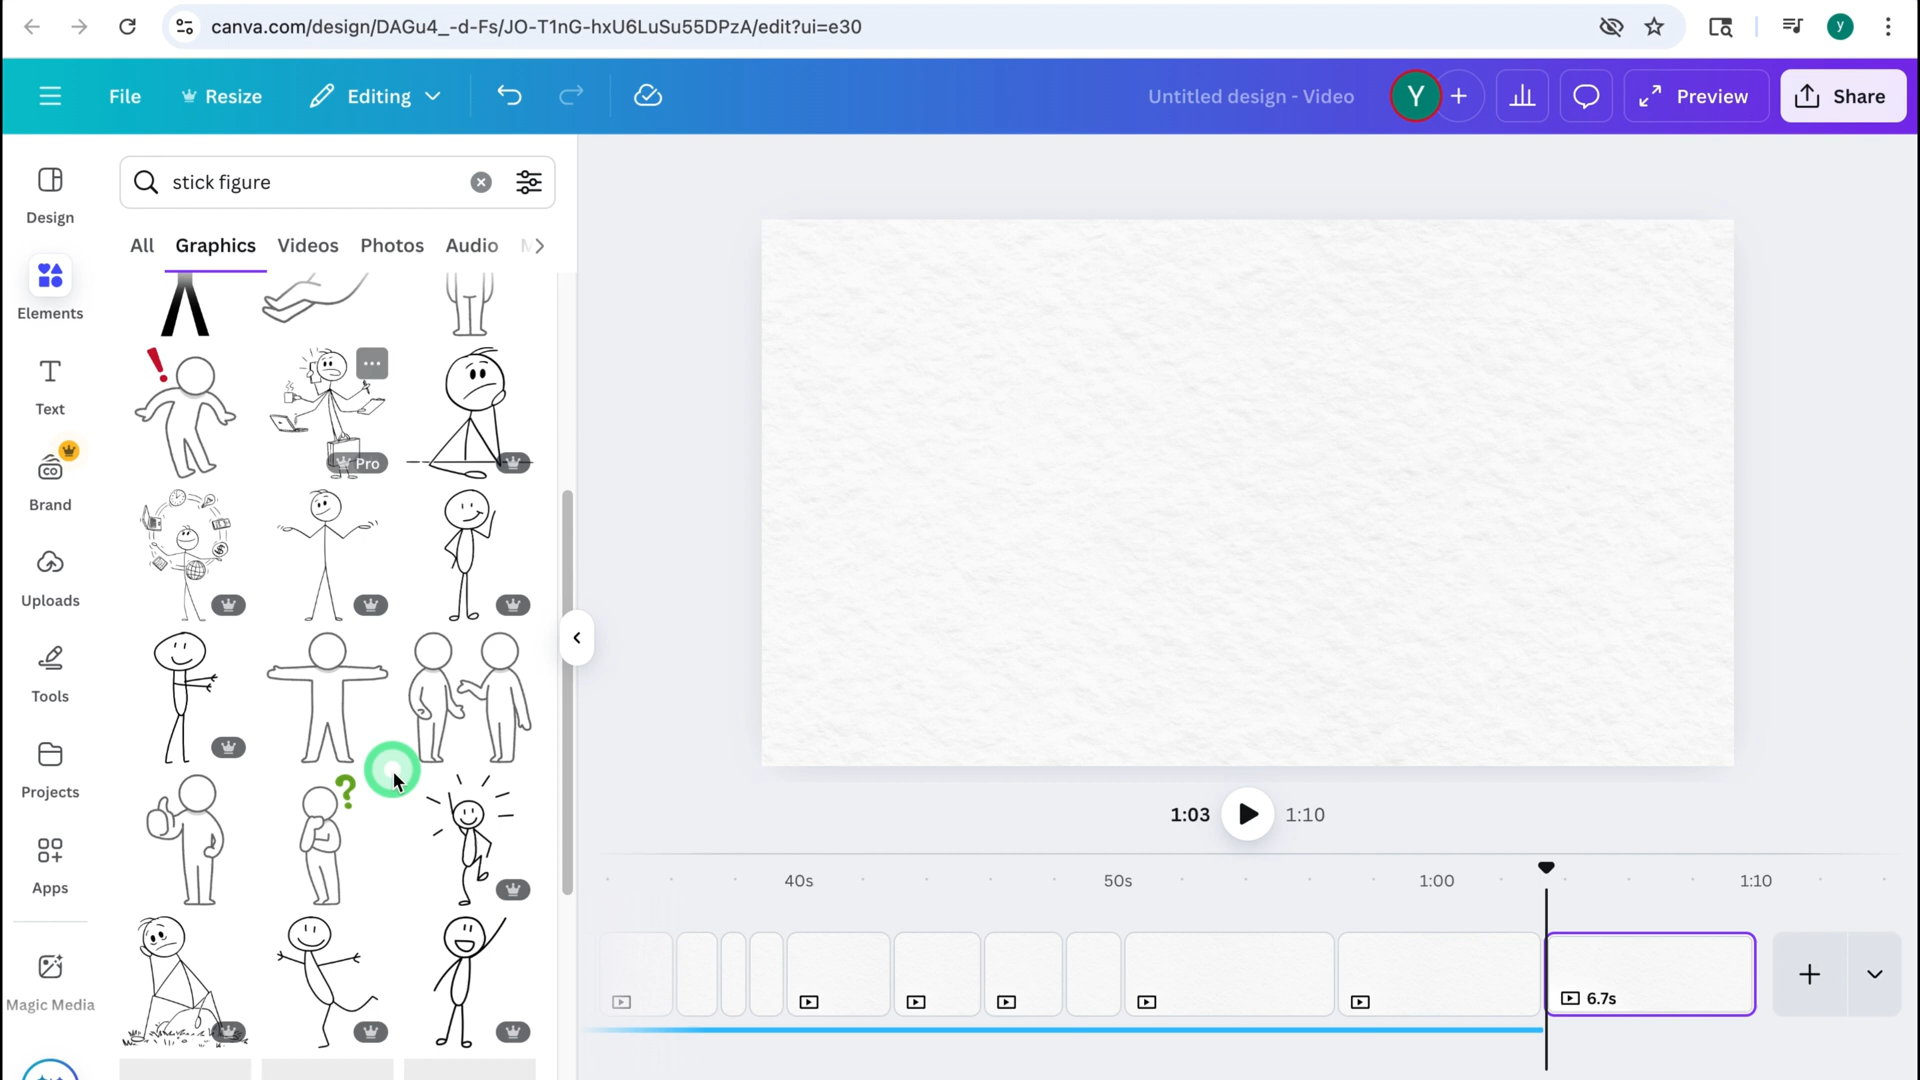 canva.com/design/DAGu4_-d-Fs/JO-T1nG-hxU6LuSu55DPzA/edit?ui=e30
y
File
Resize
Editing
Untitled design - Video
Y
Preview
Share
Design
Elements
Text
Brand
Uploads
Tools
Projects
Apps
Magic Media
stick figure
All
Graphics
Videos
Photos
Audio
Pro
1:03
1:10
40s
50s
1:00
1:10
6.7s